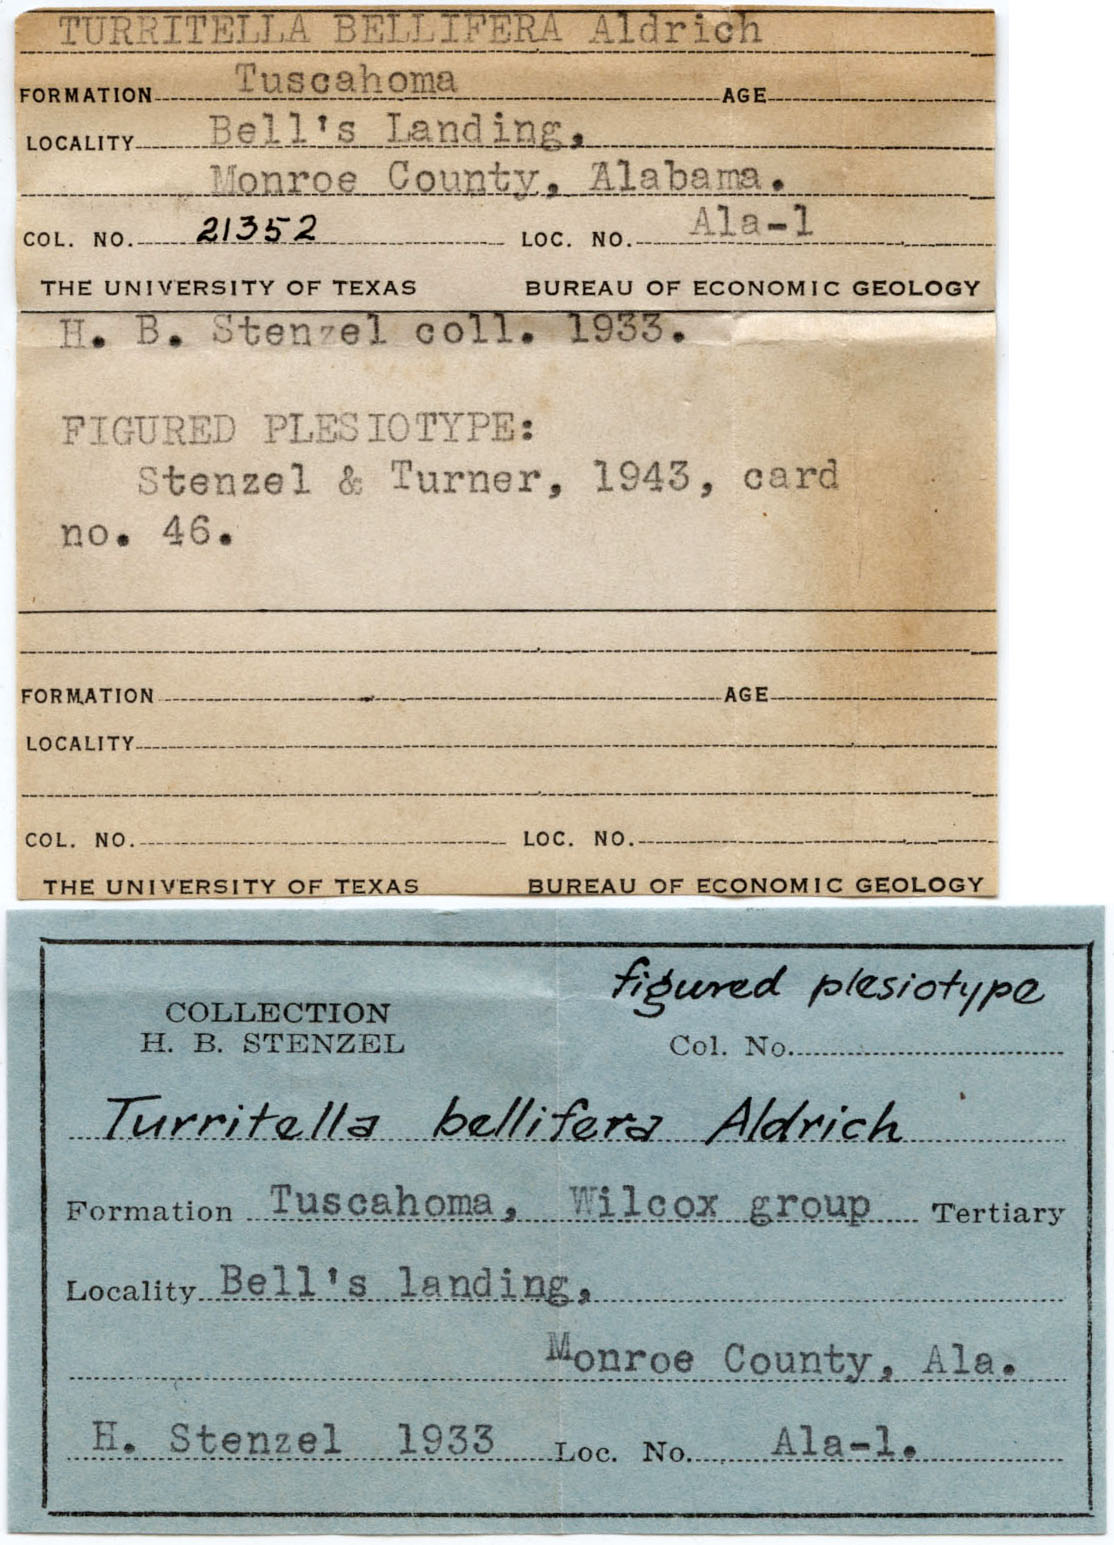 TURRITELLA BELLIFERA Aldrich
FORMATION Tuscahoma AGE
LOCALITY Bell's Landing,
Monroe County, Alabama.
COL. NO. 21352 LOC. NO. Ala-1
THE UNIVERSITY OF TEXAS BUREAU OF ECONOMIC GEOLOGY
H. B. Stenzel coll. 1933.
FIGURED PLESIOTYPE:
Stenzel & Turner, 1943, card
no. 46.
FORMATION AGE
LOCALITY
COL. NO. LOC. NO.
THE UNIVERSITY OF TEXAS BUREAU OF ECONOMIC GEOLOGY
figured plesiotype
COLLECTION
H. B. STENZEL Col. No.
Turritella bellifera Aldrich
Formation Tuscahoma, Wilcox group Tertiary
Locality Bell's landing,
Monroe County, Ala.
H. Stenzel 1933 Loc. No. Ala-1.